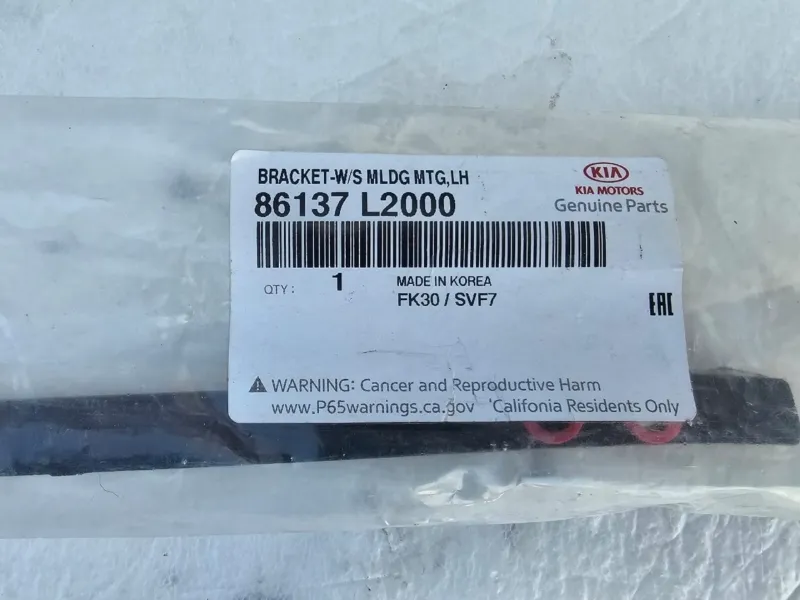 BRACKET-W/S MLDG MTG,LH
86137 L2000
KIA
KIA MOTORS
Genuine Parts
QTY : 1
MADE IN KOREA
FK30 / SVF7
EAC
WARNING: Cancer and Reproductive Harm
www.P65warnings.ca.gov 'Califonia Residents Only